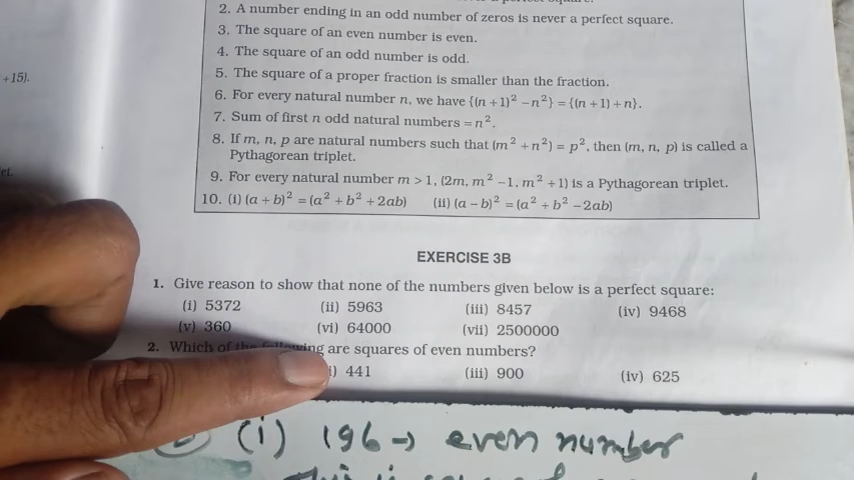 2. A number ending in an odd number of zeros is never a perfect square.
3. The square of an even number is even.
4. The square of an odd number is odd.
+15).
5. The square of a proper fraction is smaller than the fraction.
6. For every natural number n, we have {(n + 1)² − n²} = {(n + 1) + n}.
7. Sum of first n odd natural numbers = n².
8. If m, n, p are natural numbers such that (m² + n²) = p², then (m, n, p) is called a
Pythagorean triplet.
9. For every natural number m > 1, (2m, m² − 1, m² + 1) is a Pythagorean triplet.
10. (i) (a + b)² = (a² + b² + 2ab) (ii) (a − b)² = (a² + b² − 2ab)
EXERCISE 3B
1. Give reason to show that none of the numbers given below is a perfect square:
(i) 5372 (ii) 5963 (iii) 8457 (iv) 9468
(v) 360 (vi) 64000 (vii) 2500000
2. Which of the following are squares of even numbers?
i) 441 (iii) 900 (iv) 625
(i) 196 → even number
this is